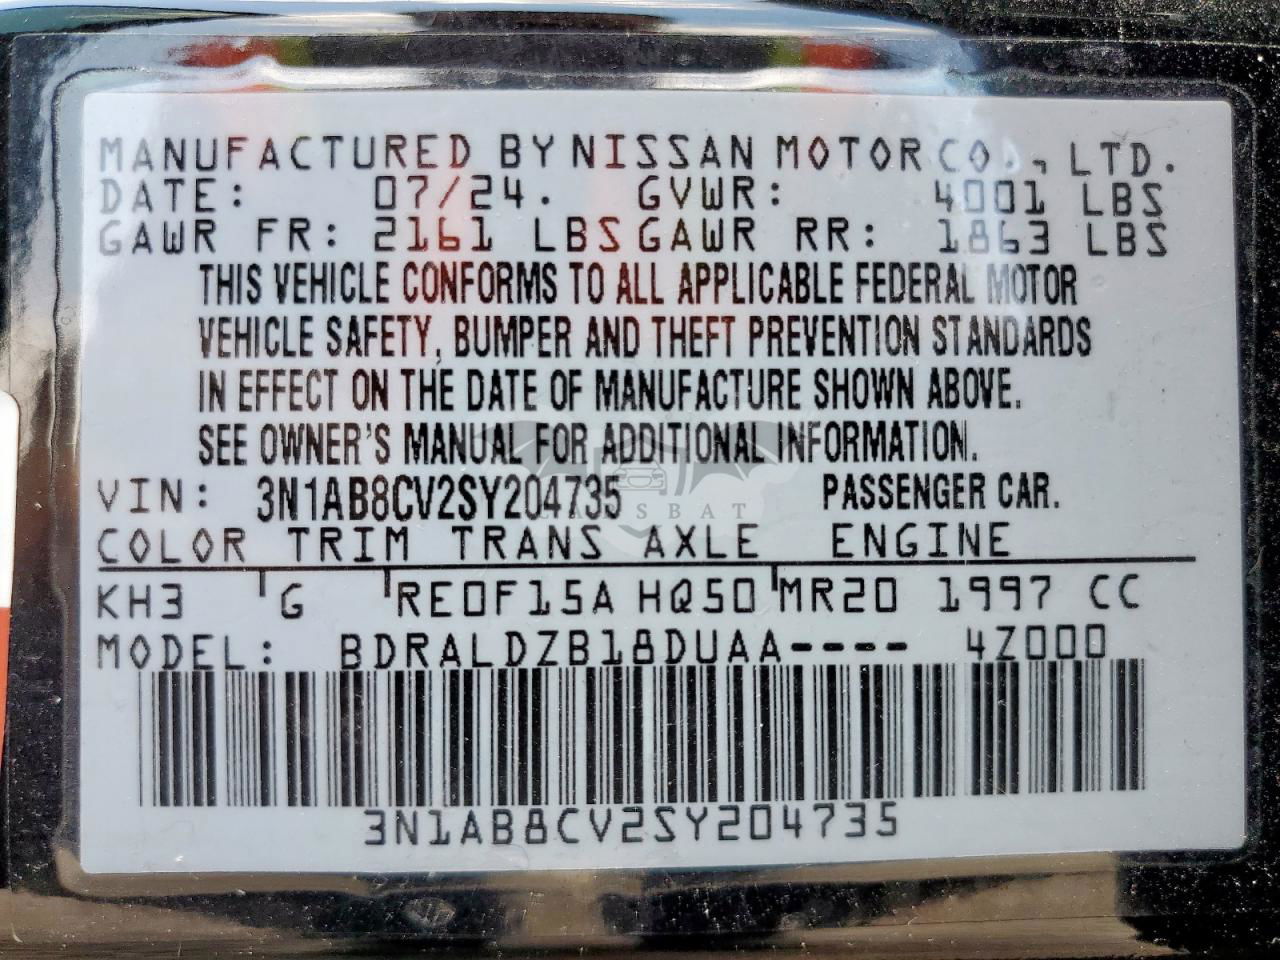 MANUFACTURED BY NISSAN MOTOR CO., LTD.
DATE: 07/24. GVWR: 4001 LBS
GAWR FR: 2161 LBS GAWR RR: 1863 LBS
THIS VEHICLE CONFORMS TO ALL APPLICABLE FEDERAL MOTOR
VEHICLE SAFETY, BUMPER AND THEFT PREVENTION STANDARDS
IN EFFECT ON THE DATE OF MANUFACTURE SHOWN ABOVE.
SEE OWNER'S MANUAL FOR ADDITIONAL INFORMATION.
VIN: 3N1AB8CV2SY204735 PASSENGER CAR.
CARSBAT
COLOR TRIM TRANS AXLE ENGINE
KH3 G RE0F15A HQ50 MR20 1997 CC
MODEL: BDRALDZB18DUAA---- 4Z000
3N1AB8CV2SY204735